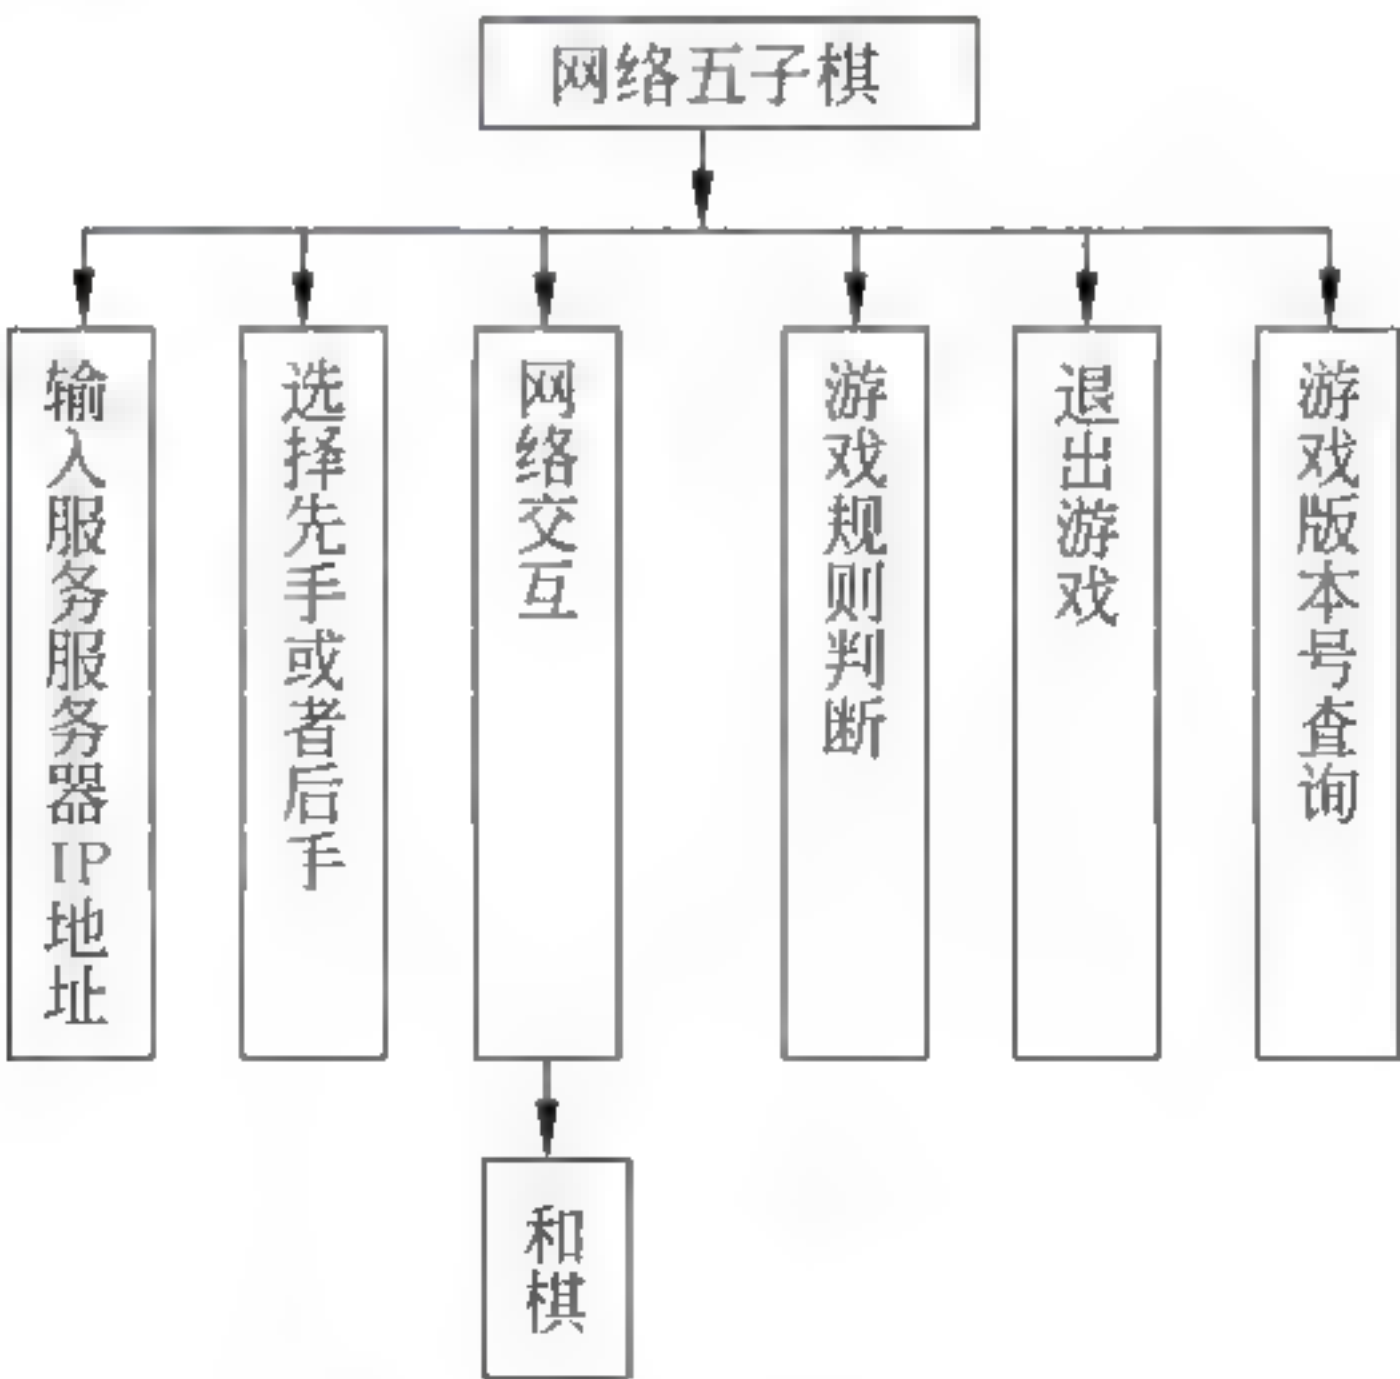 网络五子棋
输入服务服务器IP地址
选择先手或者后手
网络交互
游戏规则判断
退出游戏
游戏版本号查询
和棋